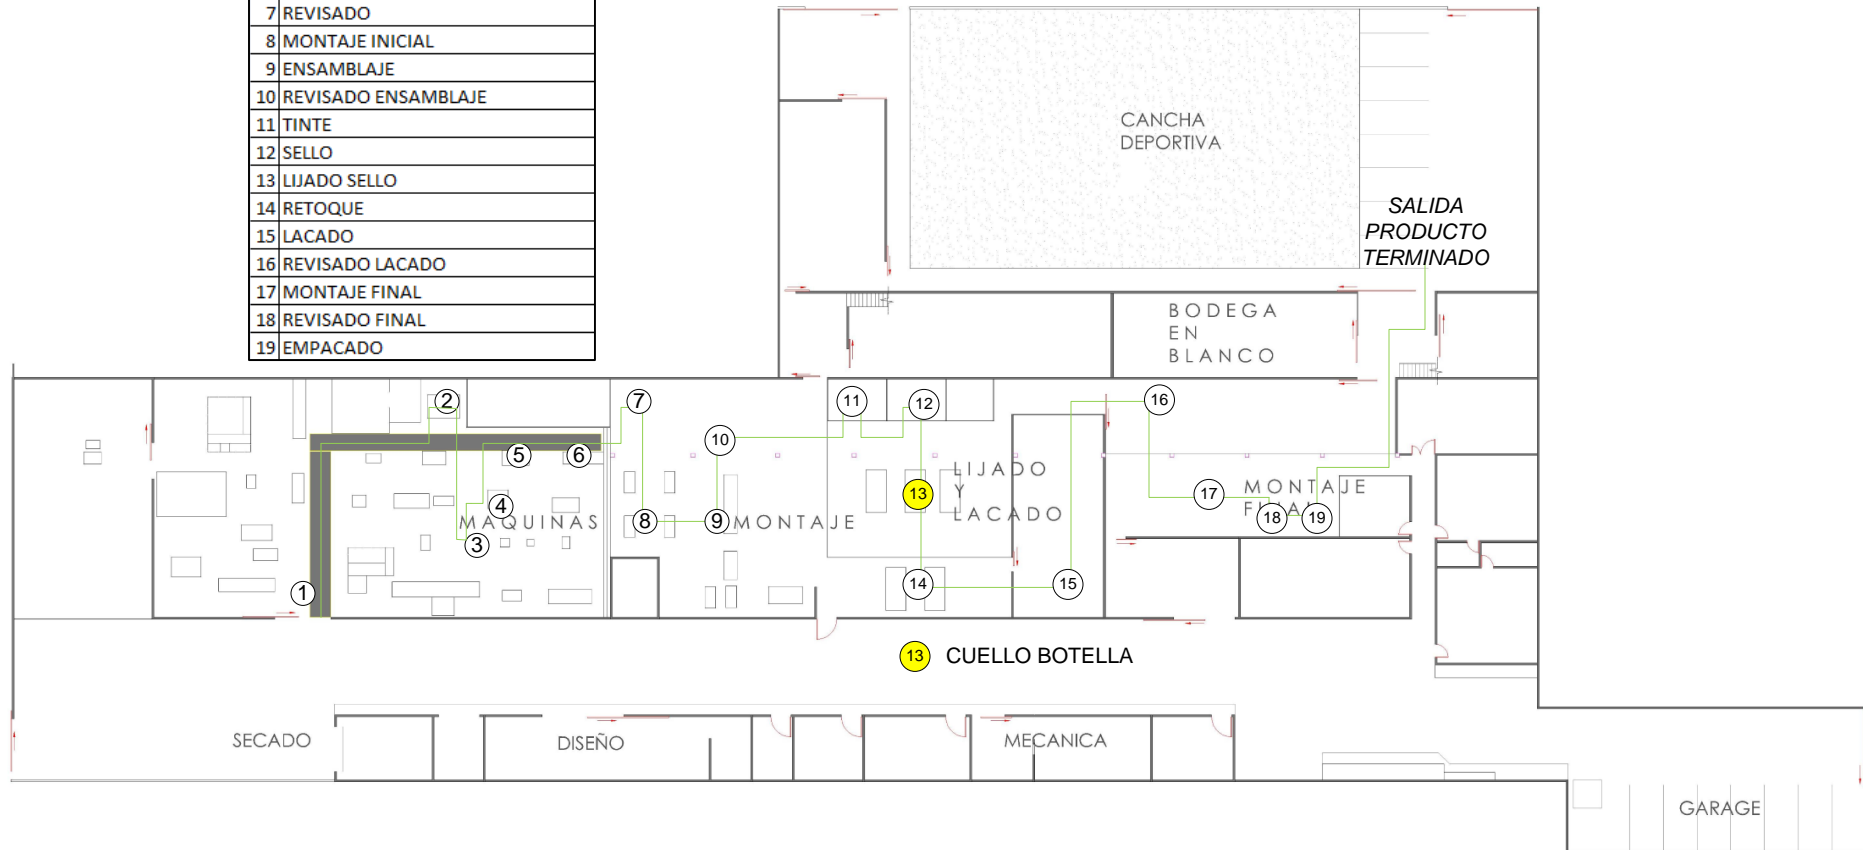 7 REVISADO
8 MONTAJE INICIAL
9 ENSAMBLAJE
10 REVISADO ENSAMBLAJE
11 TINTE
12 SELLO
13 LIJADO SELLO
14 RETOQUE
15 LACADO
16 REVISADO LACADO
17 MONTAJE FINAL
18 REVISADO FINAL
19 EMPACADO
CANCHA
DEPORTIVA
SALIDA
PRODUCTO
TERMINADO
BODEGA
EN
BLANCO
2
7
11
12
16
10
5
6
LIJADO
Y
LACADO
13
4
MAQUINAS
3
8
9
MONTAJE
17
MONTAJE
FINAL
18
19
1
14
15
13 CUELLO BOTELLA
SECADO
DISEÑO
MECANICA
GARAGE